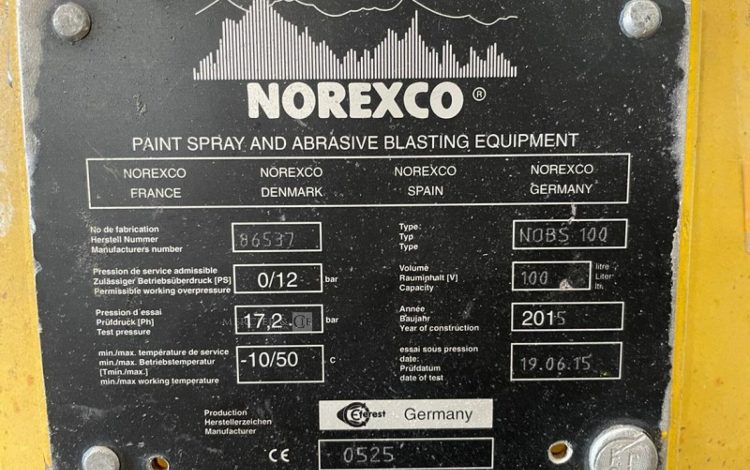 NOREXCO ®
PAINT SPRAY AND ABRASIVE BLASTING EQUIPMENT
NOREXCO FRANCE
NOREXCO DENMARK
NOREXCO SPAIN
NOREXCO GERMANY
No de fabrication
Herstell Nummer
Manufacturers number
86537
Type:
Typ
Type
NOBS 100
Pression de service admissible
Zulässiger Betriebsüberdruck [PS]
Permissible working overpressure
0/12 bar
Volume
Rauminhalt [V]
Capacity
100
litre
Liter
ltr.
Pression d'essai
Prüfdruck [Ph]
Test pressure
17,2 bar
Année
Baujahr
Year of construction
2015
min./max. température de service
min./max. Betriebstemperatur
[Tmin./max.]
min./max working temperature
-10/50 C
essai sous pression
date:
Prüfdatum
date of test
19.06.15
Production
Herstellerzeichen
Manufacturer
Eferest Germany
CE 0525